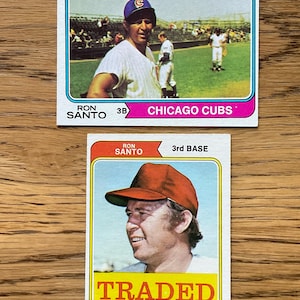 RON
SANTO
3B
CHICAGO CUBS
RON
SANTO
3rd BASE
TRADED